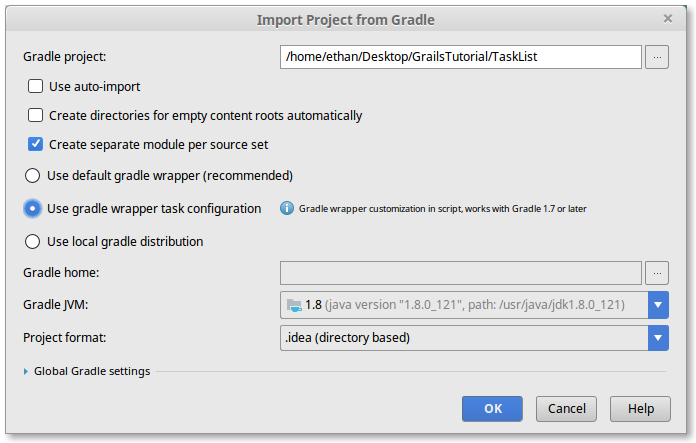 Import Project from Gradle
Gradle project: /home/ethan/Desktop/GrailsTutorial/TaskList ...
Use auto-import
Create directories for empty content roots automatically
Create separate module per source set
Use default gradle wrapper (recommended)
Use gradle wrapper task configuration Gradle wrapper customization in script, works with Gradle 1.7 or later
Use local gradle distribution
Gradle home: ...
Gradle JVM: 1.8 (java version "1.8.0_121", path: /usr/java/jdk1.8.0_121)
Project format: .idea (directory based)
Global Gradle settings
OK Cancel Help